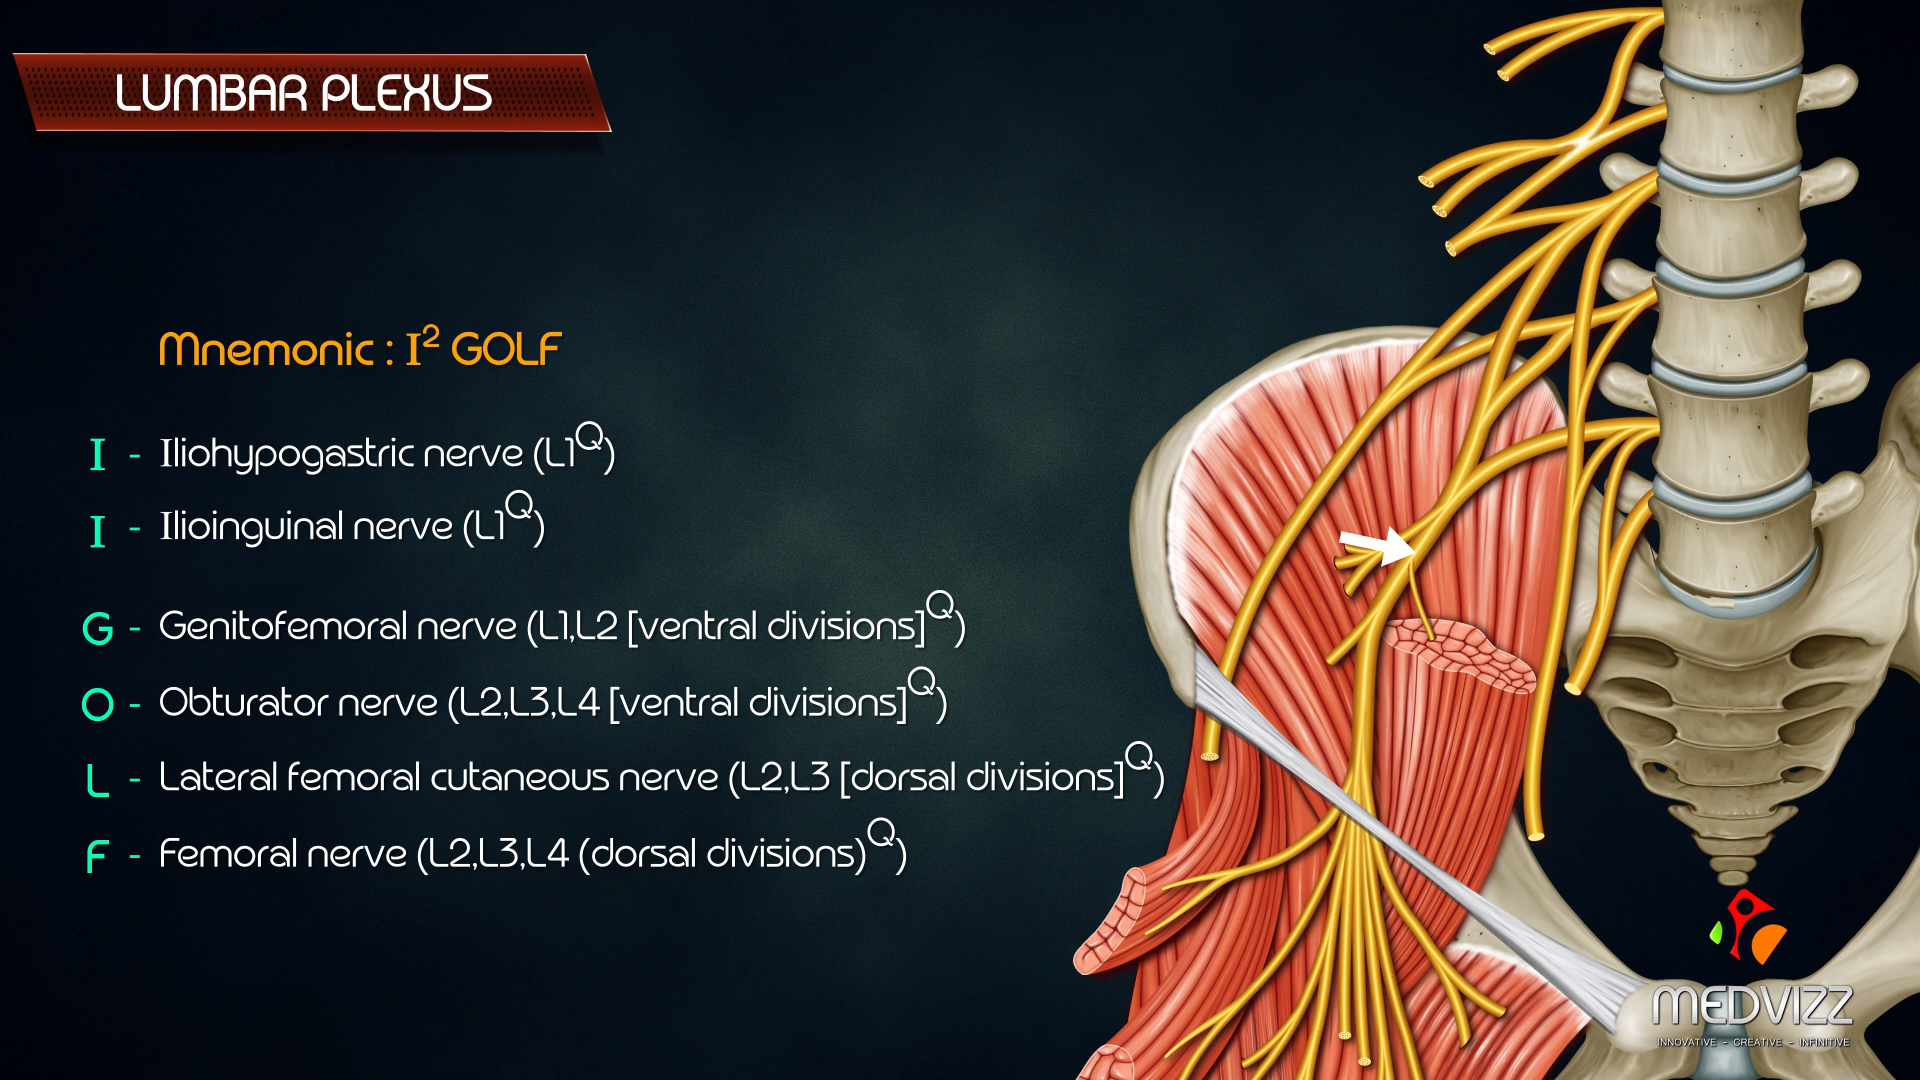 LUMBAR PLEXUS
Mnemonic : I² GOLF
I - Iliohypogastric nerve (L1Q)
I - Ilioinguinal nerve (L1Q)
G - Genitofemoral nerve (L1,L2 [ventral divisions]Q)
O - Obturator nerve (L2,L3,L4 [ventral divisions]Q)
L - Lateral femoral cutaneous nerve (L2,L3 [dorsal divisions]Q)
F - Femoral nerve (L2,L3,L4 (dorsal divisions)Q)
MEDVIZZ
INNOVATIVE - CREATIVE - INFINITIVE